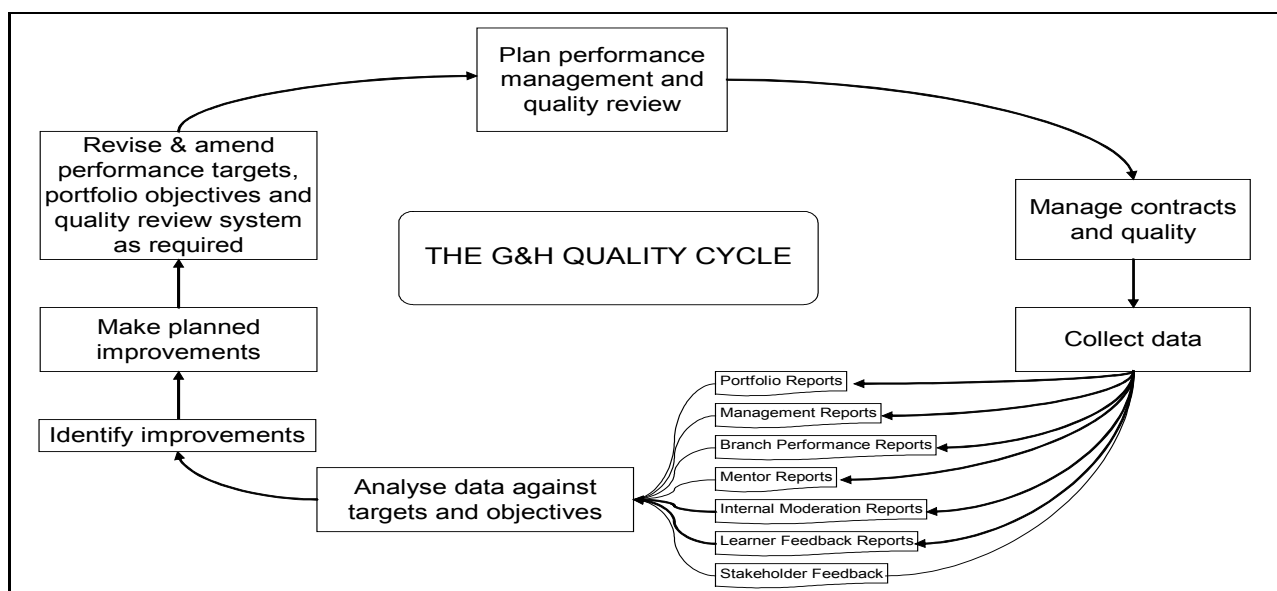 Plan performance
management and
quality review
Revise & amend
performance targets,
portfolio objectives and
quality review system
as required
Manage contracts
and quality
THE G&H QUALITY CYCLE
Make planned
improvements
Collect data
Portfolio Reports
Management Reports
Branch Performance Reports
Identify improvements
Mentor Reports
Analyse data against
targets and objectives
Internal Moderation Reports
Learner Feedback Reports
Stakeholder Feedback